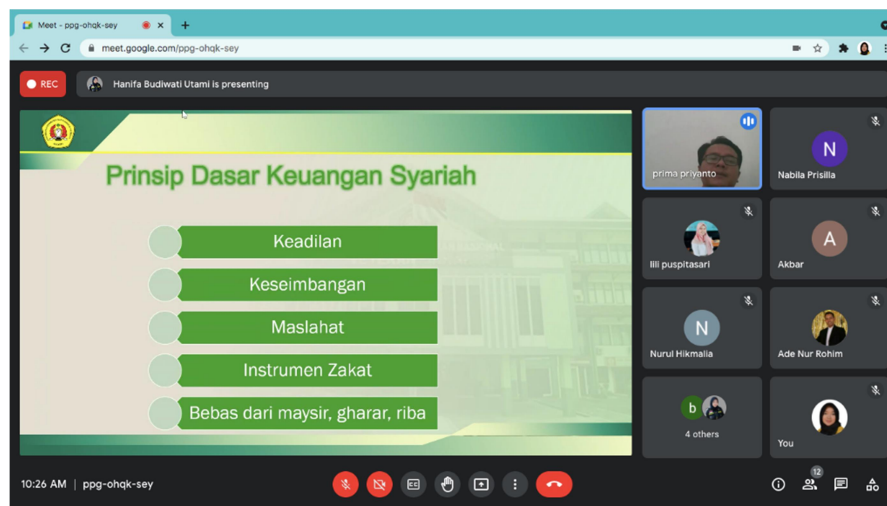 Meet - ppg-ohqk-sey
meet.google.com/ppg-ohqk-sey
REC
Hanifa Budiwati Utami is presenting
Prinsip Dasar Keuangan Syariah
Keadilan
Keseimbangan
Maslahat
Instrumen Zakat
Bebas dari maysir, gharar, riba
prima priyanto
N
Nabila Prisilla
lili puspitasari
A
Akbar
N
Nurul Hikmalia
Ade Nur Rohim
b
4 others
You
10:26 AM | ppg-ohqk-sey
CC
12